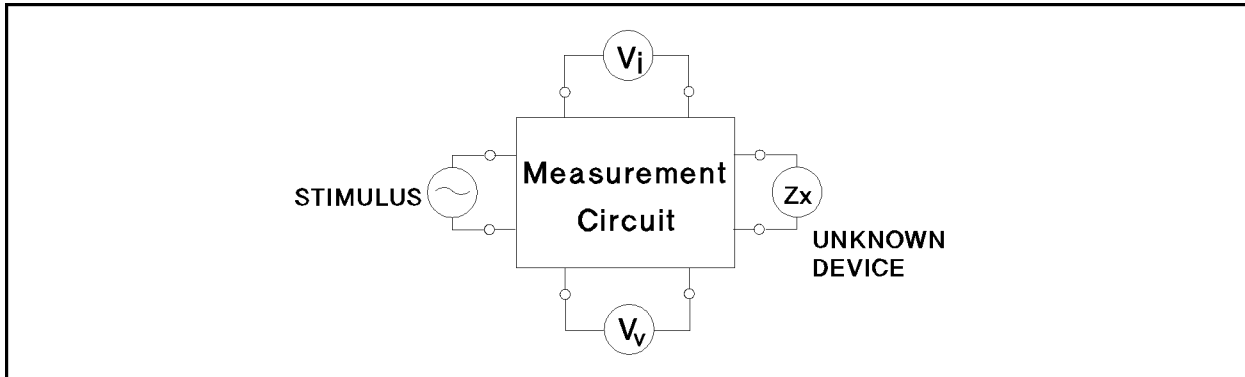 Vi
Measurement
Circuit
STIMULUS
Zx
UNKNOWN
DEVICE
Vv